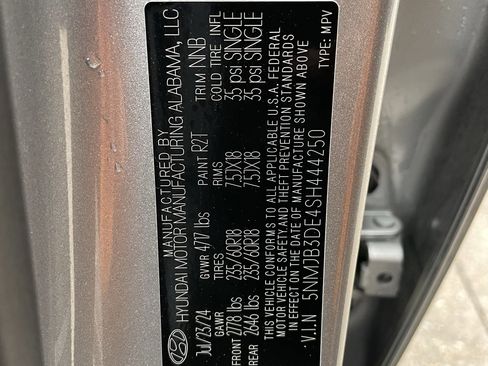 MANUFACTURED BY
HYUNDAI MOTOR MANUFACTURING ALABAMA, LLC
Jul/23/24 GVWR 4717 lbs PAINT R2T TRIM NNB
GAWR TIRES RIMS COLD TIRE INFL
FRONT 2778 lbs 235/60R18 7.5JX18 35 psi SINGLE
REAR 2646 lbs 235/60R18 7.5JX18 35 psi SINGLE
THIS VEHICLE CONFORMS TO ALL APPLICABLE U.S.A. FEDERAL
MOTOR VEHICLE SAFETY AND THEFT PREVENTION STANDARDS
IN EFFECT ON THE DATE OF MANUFACTURE SHOWN ABOVE
V.I.N 5NMJB3DE4SH444250 TYPE: MPV